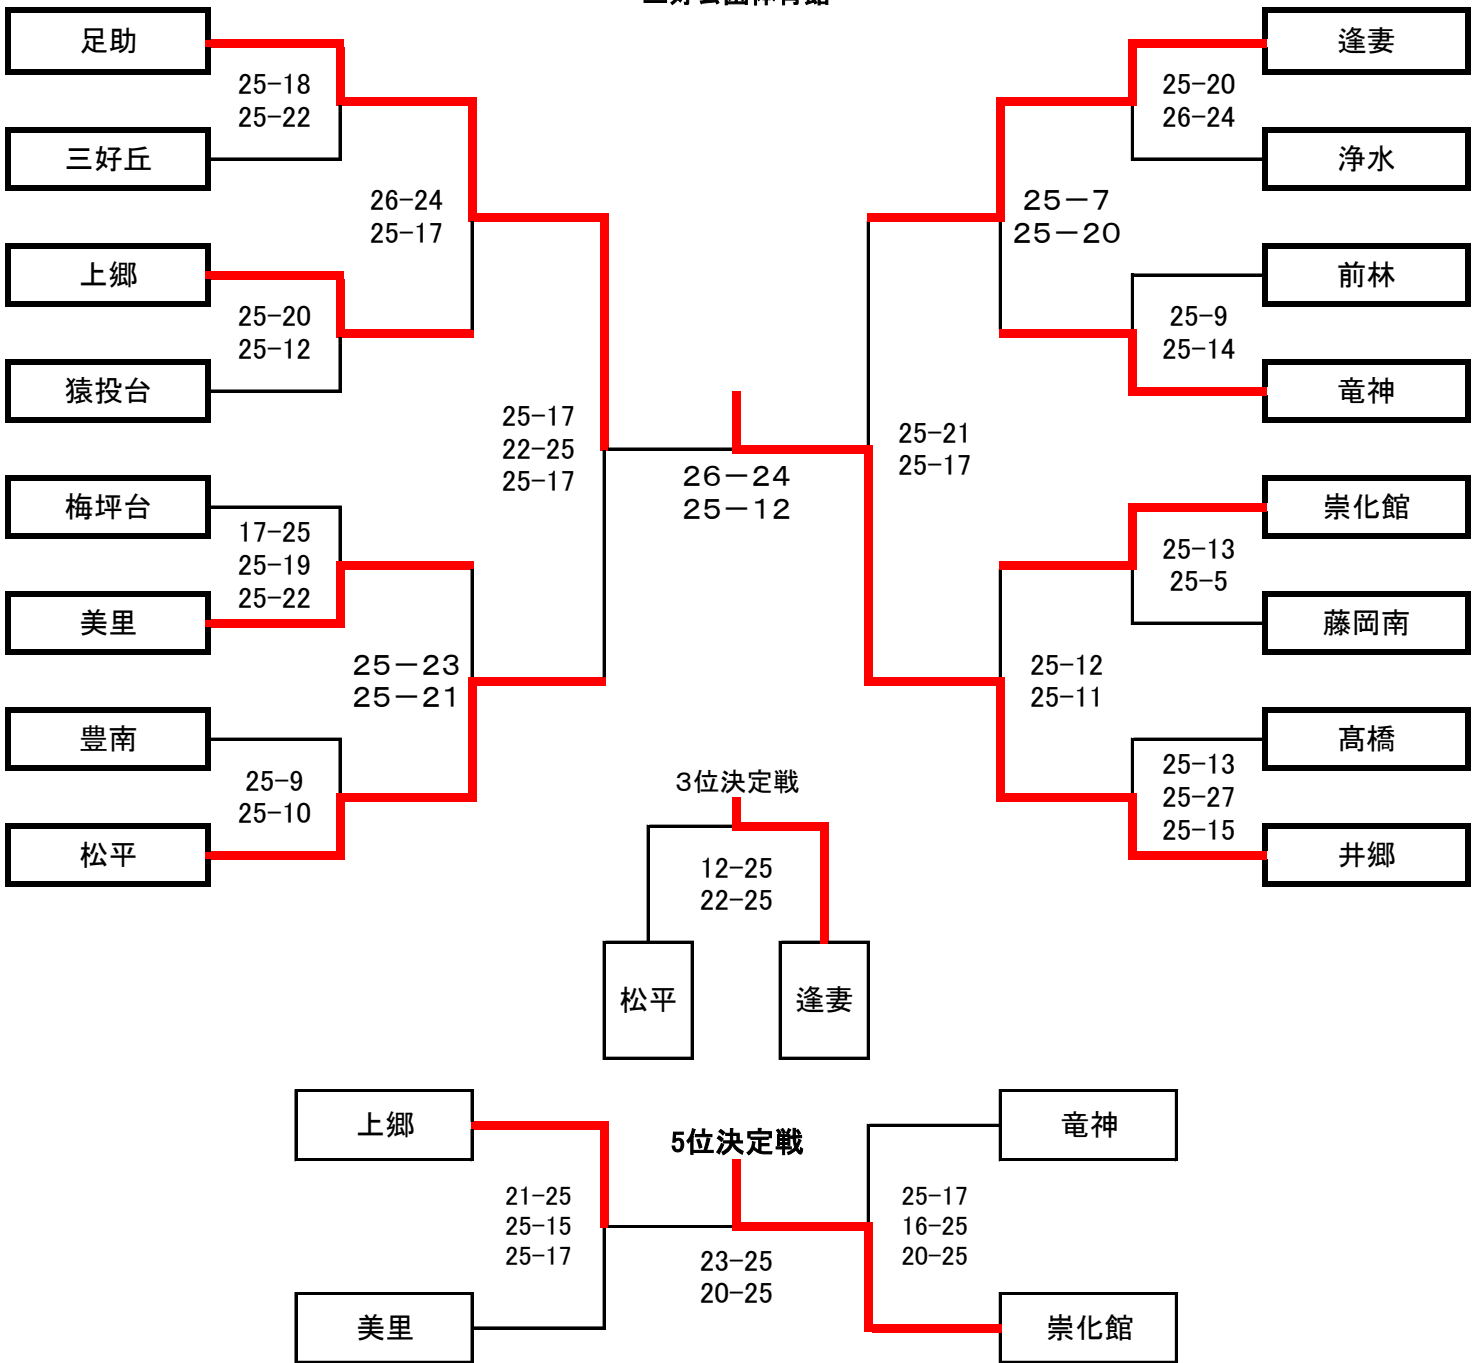 足助
25-18
25-22
三好丘
26-24
25-17
上郷
25-20
25-12
猿投台
25-17
22-25
25-17
梅坪台
17-25
25-19
25-22
美里
25－23
25－21
豊南
25-9
25-10
松平
26－24
25－12
逢妻
25-20
26-24
浄水
25－7
25－20
前林
25-9
25-14
竜神
25-21
25-17
崇化館
25-13
25-5
藤岡南
25-12
25-11
髙橋
25-13
25-27
25-15
井郷
3位決定戦
12-25
22-25
松平
逢妻
5位決定戦
上郷
21-25
25-15
25-17
美里
23-25
20-25
竜神
25-17
16-25
20-25
崇化館